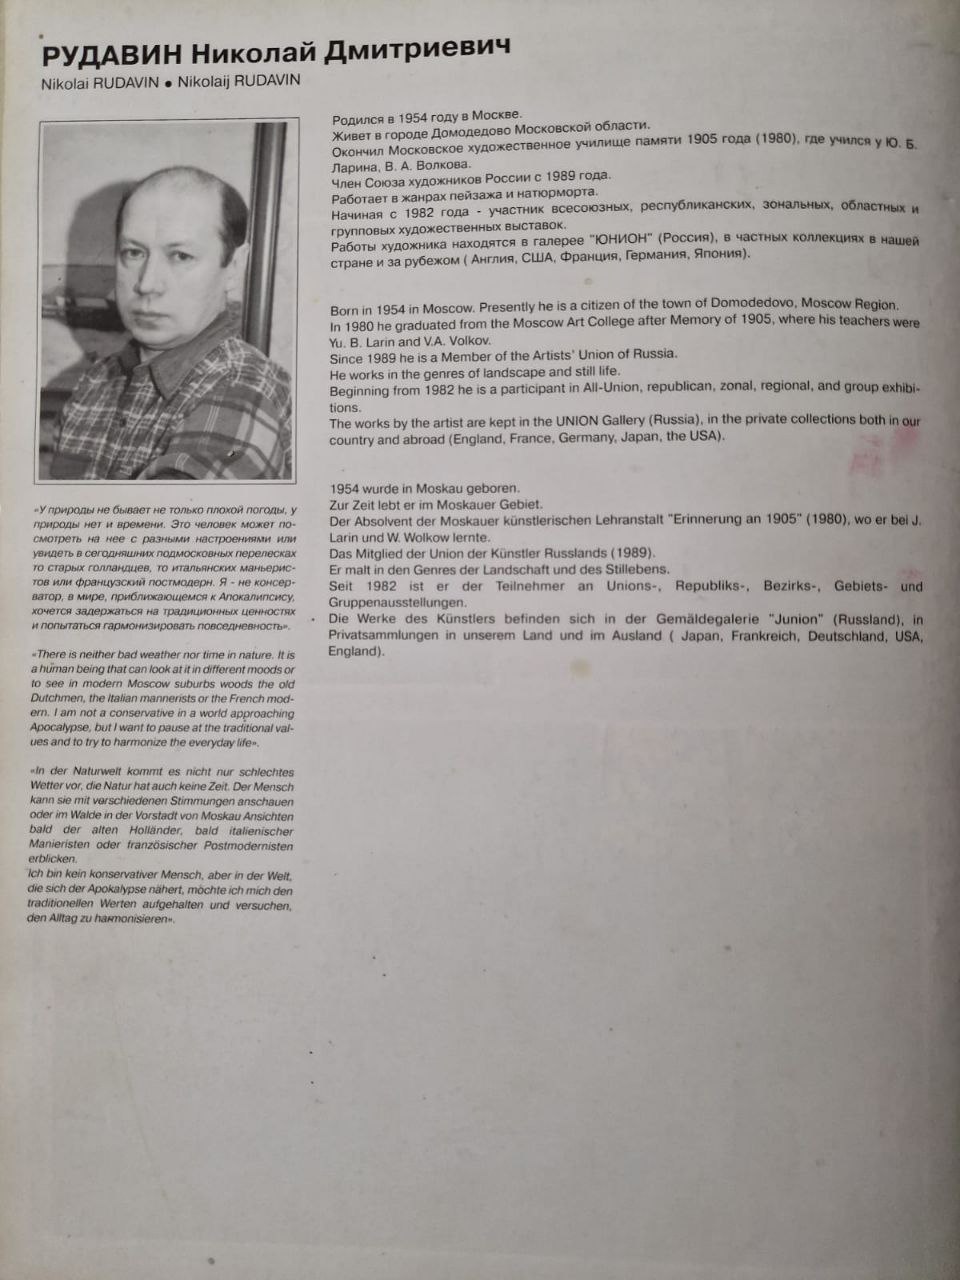 РУДАВИН Николай Дмитриевич
Nikolai RUDAVIN ● Nikolaij RUDAVIN
Родился в 1954 году в Москве.
Живет в городе Домодедово Московской области.
Окончил Московское художественное училище памяти 1905 года (1980), где учился у Ю. Б.
Ларина, В. А. Волкова.
Член Союза художников России с 1989 года.
Работает в жанрах пейзажа и натюрморта.
Начиная с 1982 года - участник всесоюзных, республиканских, зональных, областных и
групповых художественных выставок.
Работы художника находятся в галерее "ЮНИОН" (Россия), в частных коллекциях в нашей
стране и за рубежом ( Англия, США, Франция, Германия, Япония).
Born in 1954 in Moscow. Presently he is a citizen of the town of Domodedovo, Moscow Region.
In 1980 he graduated from the Moscow Art College after Memory of 1905, where his teachers were
Yu. B. Larin and V.A. Volkov.
Since 1989 he is a Member of the Artists' Union of Russia.
He works in the genres of landscape and still life.
Beginning from 1982 he is a participant in All-Union, republican, zonal, regional, and group exhibi-
tions.
The works by the artist are kept in the UNION Gallery (Russia), in the private collections both in our
country and abroad (England, France, Germany, Japan, the USA).
1954 wurde in Moskau geboren.
Zur Zeit lebt er im Moskauer Gebiet.
Der Absolvent der Moskauer künstlerischen Lehranstalt "Erinnerung an 1905" (1980), wo er bei J.
Larin und W. Wolkow lernte.
Das Mitglied der Union der Künstler Russlands (1989).
Er malt in den Genres der Landschaft und des Stillebens.
Seit 1982 ist er der Teilnehmer an Unions-, Republiks-, Bezirks-, Gebiets- und
Gruppenausstellungen.
Die Werke des Künstlers befinden sich in der Gemäldegalerie "Junion" (Russland), in
Privatsammlungen in unserem Land und im Ausland ( Japan, Frankreich, Deutschland, USA,
England).
«У природы не бывает не только плохой погоды, у
природы нет и времени. Это человек может по-
смотреть на нее с разными настроениями или
увидеть в сегодняшних подмосковных перелесках
то старых голландцев, то итальянских маньерис-
тов или французский постмодерн. Я - не консер-
ватор, в мире, приближающемся к Апокалипсису,
хочется задержаться на традиционных ценностях
и попытаться гармонизировать повседневность».
«There is neither bad weather nor time in nature. It is
a human being that can look at it in different moods or
to see in modern Moscow suburbs woods the old
Dutchmen, the Italian mannerists or the French mod-
ern. I am not a conservative in a world approaching
Apocalypse, but I want to pause at the traditional val-
ues and to try to harmonize the everyday life».
«In der Naturwelt kommt es nicht nur schlechtes
Wetter vor, die Natur hat auch keine Zeit. Der Mensch
kann sie mit verschiedenen Stimmungen anschauen
oder im Walde in der Vorstadt von Moskau Ansichten
bald der alten Holländer, bald italienischer
Manieristen oder französischer Postmodernisten
erblicken.
Ich bin kein konservativer Mensch, aber in der Welt,
die sich der Apokalypse nähert, möchte ich mich den
traditionellen Werten aufgehalten und versuchen,
den Alltag zu harmonisieren».